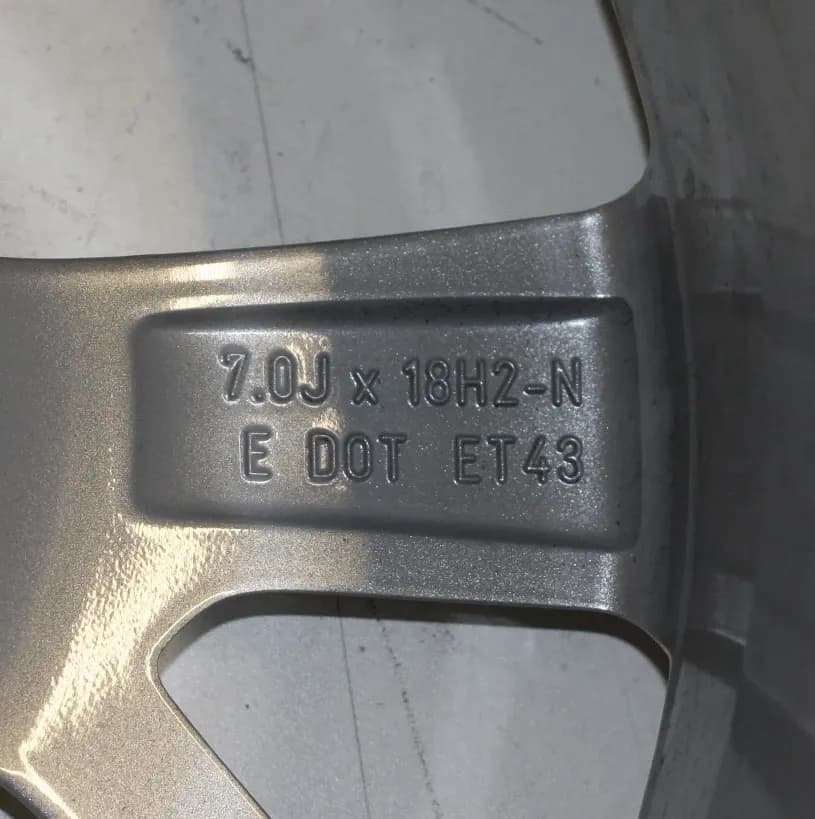 7.0J x 18H2-N
E DOT ET43